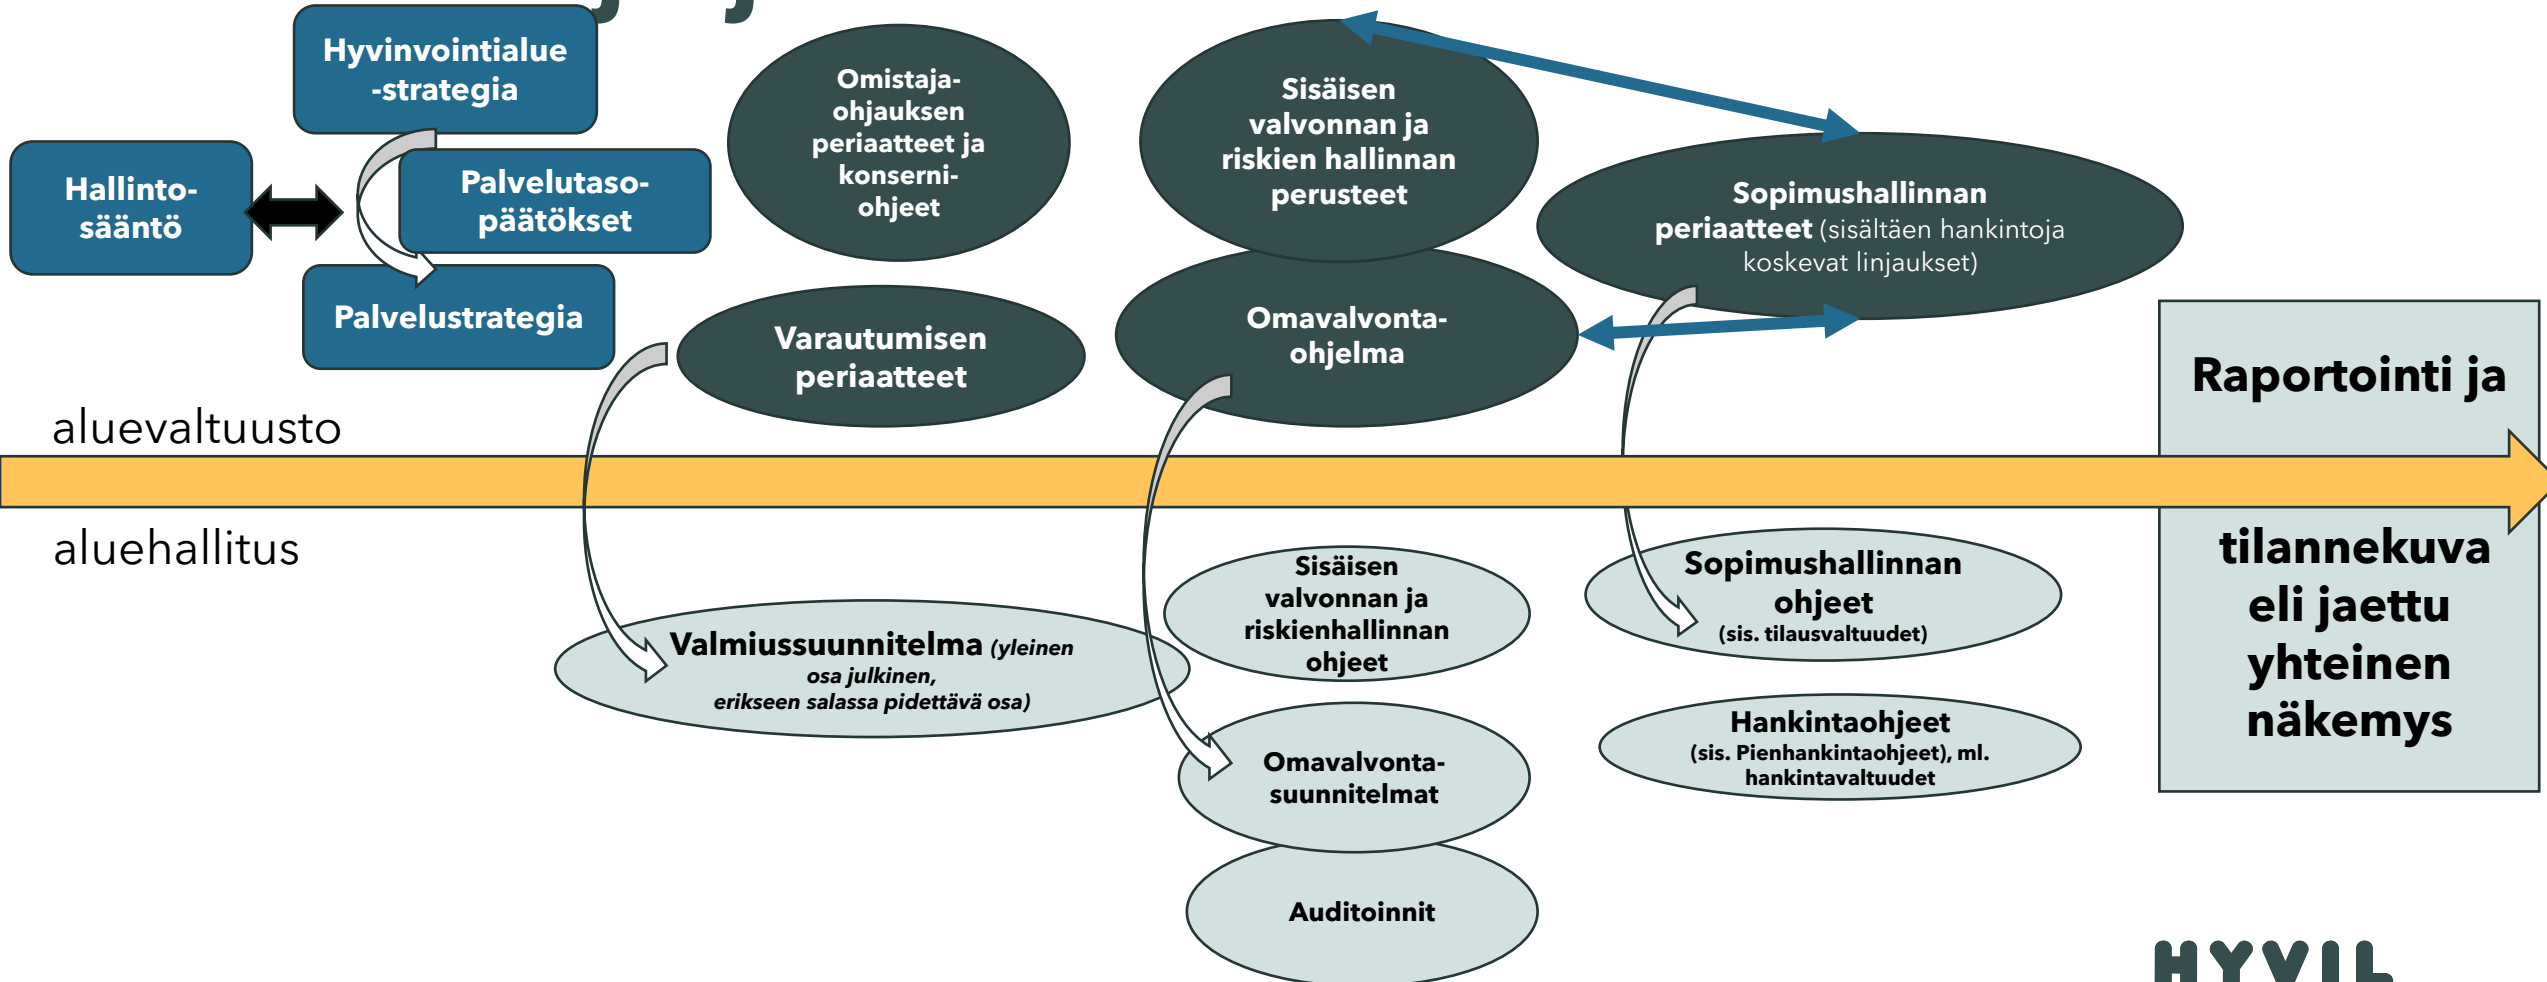 Hyvinvointialue
-strategia
Hallinto-
sääntö
Palvelutaso-
päätökset
Palvelustrategia
Omistaja-
ohjauksen
periaatteet ja
konserni-
ohjeet
Varautumisen
periaatteet
Sisäisen
valvonnan ja
riskien hallinnan
perusteet
Omavalvonta-
ohjelma
Sopimushallinnan
periaatteet (sisältäen hankintoja
koskevat linjaukset)
aluevaltuusto
aluehallitus
Valmiussuunnitelma (yleinen
osa julkinen,
erikseen salassa pidettävä osa)
Sisäisen
valvonnan ja
riskienhallinnan
ohjeet
Omavalvonta-
suunnitelmat
Auditoinnit
Sopimushallinnan
ohjeet
(sis. tilausvaltuudet)
Hankintaohjeet
(sis. Pienhankintaohjeet), ml.
hankintavaltuudet
Raportointi ja
tilannekuva
eli jaettu
yhteinen
näkemys
HYVIL